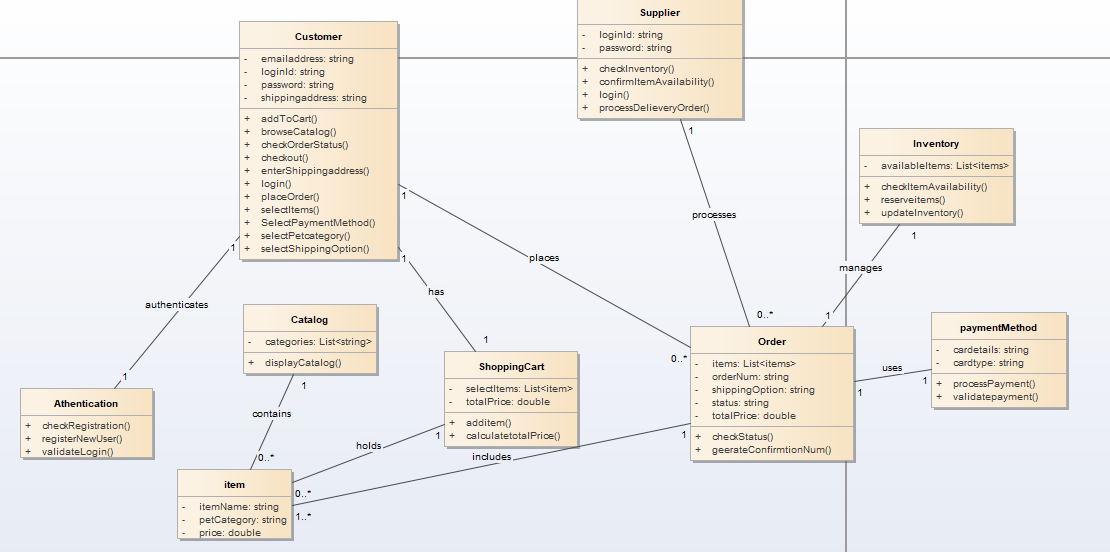 Customer
- emailaddress: string
- loginId: string
- password: string
- shippingaddress: string
+ addToCart()
+ browseCatalog()
+ checkOrderStatus()
+ checkout()
+ enterShippingaddress()
+ login()
+ placeOrder()
+ selectItems()
+ SelectPaymentMethod()
+ selectPetcategory()
+ selectShippingOption()
Supplier
- loginId: string
- password: string
+ checkInventory()
+ confirmItemAvailability()
+ login()
+ processDelieveryOrder()
Inventory
- availableItems: List<items>
+ checkItemAvailability()
+ reserveitems()
+ updateInventory()
1
processes
0..*
1
manages
1
1
places
0..*
1
has
1
1
authenticates
1
Catalog
- categories: List<string>
+ displayCatalog()
1
contains
0..*
ShoppingCart
- selectItems: List<item>
- totalPrice: double
+ additem()
+ calculatetotalPrice()
1
holds
0..*
Order
- items: List<items>
- orderNum: string
- shippingOption: string
- status: string
- totalPrice: double
+ checkStatus()
+ geerateConfirmtionNum()
1
uses
1
paymentMethod
- cardetails: string
- cardtype: string
+ processPayment()
+ validatepayment()
Athentication
+ checkRegistration()
+ registerNewUser()
+ validateLogin()
1
includes
1..*
item
- itemName: string
- petCategory: string
- price: double